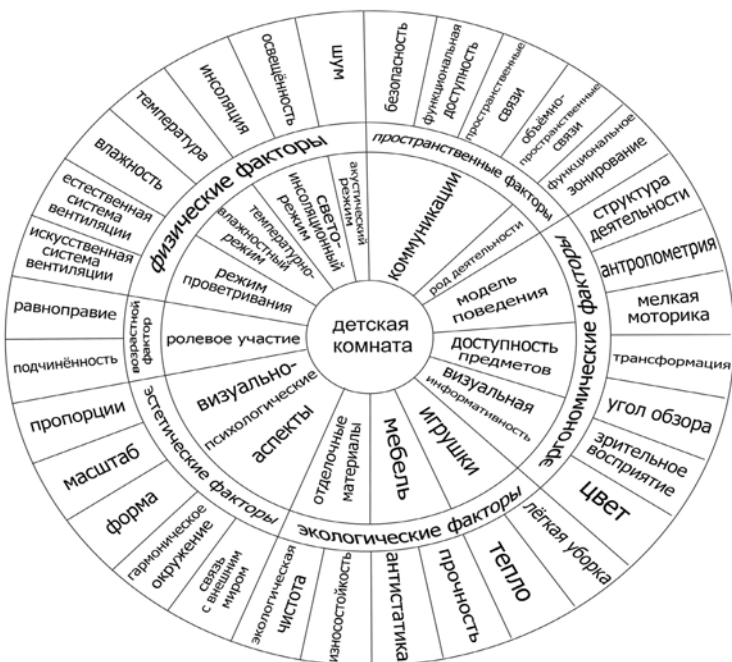 детская
комната
коммуникации
род деятельности
модель
поведения
доступность
предметов
визуальная
информативность
игрушки
мебель
отделочные
материалы
визуально-
психологические
аспекты
ролевое участие
режим
проветривания
температурно-
влажностный
режим
свето-
инсоляционный
режим
акустический
режим
пространственные факторы
эргономические факторы
экологические факторы
эстетические факторы
возрастной
фактор
физические факторы
безопасность
функциональная
доступность
пространственные
связи
объёмно-
пространственные
связи
функциональное
зонирование
структура
деятельности
антропометрия
мелкая
моторика
трансформация
угол обзора
зрительное
восприятие
цвет
лёгкая уборка
тепло
прочность
антистатика
износостойкость
экологическая
чистота
связь
с внешним
миром
гармоническое
окружение
форма
масштаб
пропорции
подчинённость
равноправие
искусственная
система
вентиляции
естественная
система
вентиляции
влажность
температура
инсоляция
освещённость
шум